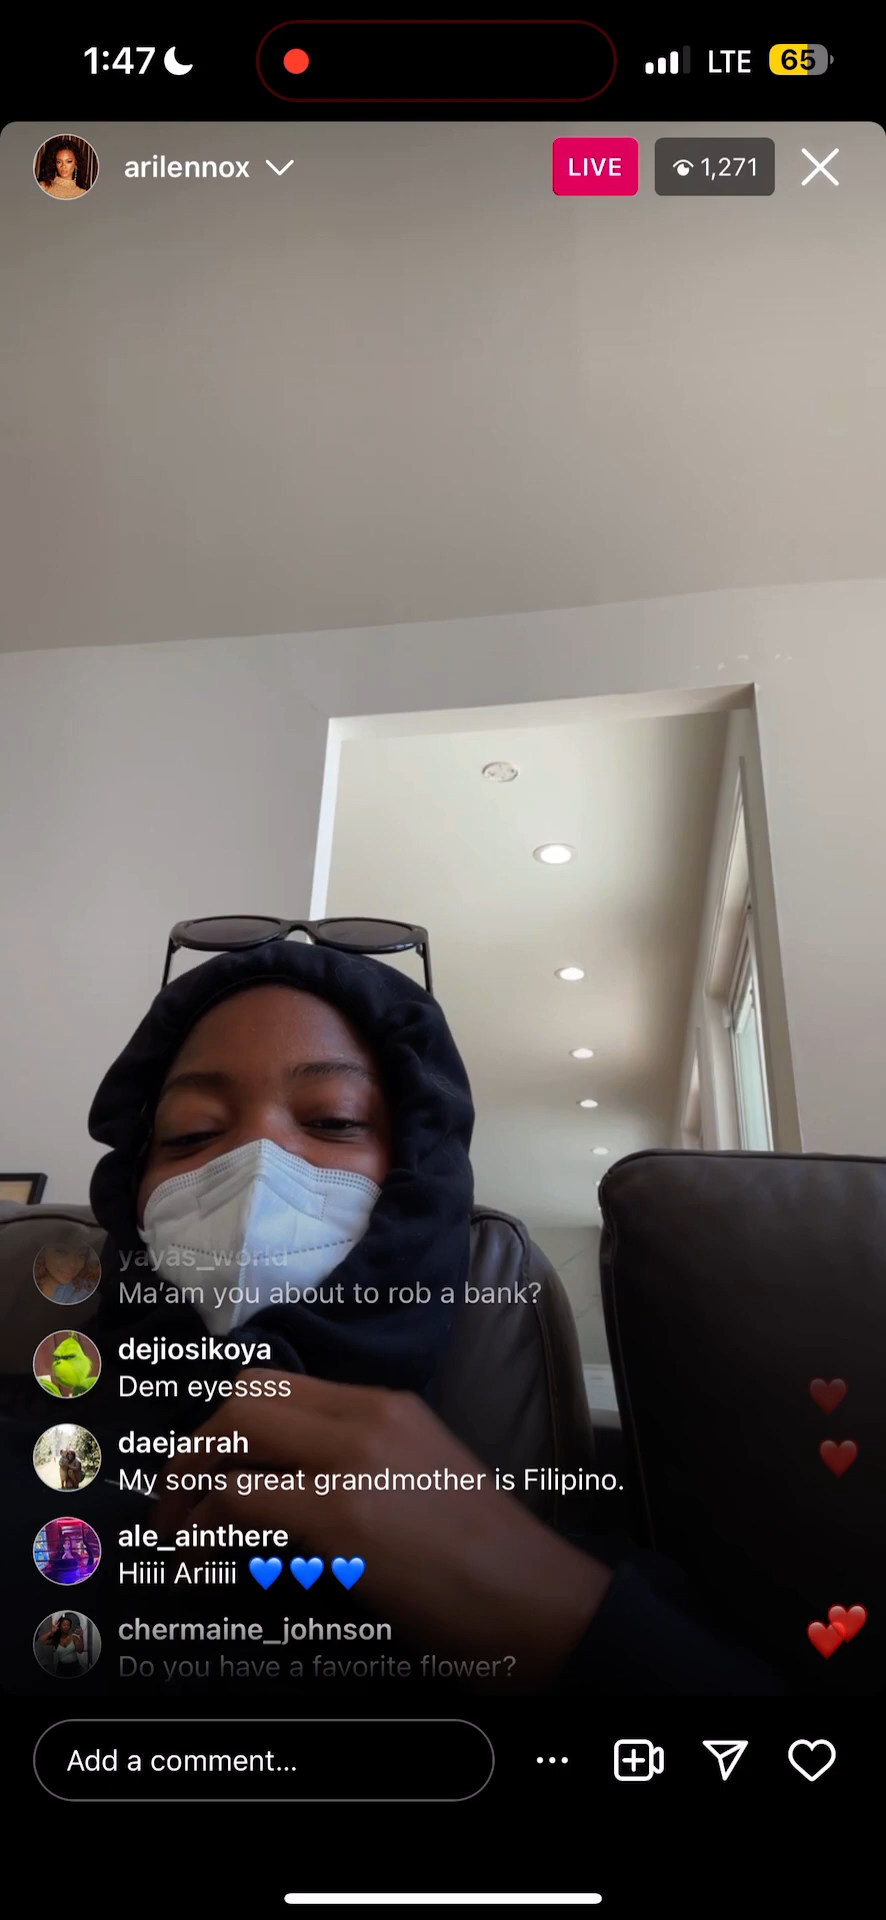 1:47
LTE
65
arilennox
LIVE
1,271
yayas_world
Ma’am you about to rob a bank?
dejiosikoya
Dem eyessss
daejarrah
My sons great grandmother is Filipino.
ale_ainthere
Hiiii Ariiiii 💙💙💙
chermaine_johnson
Do you have a favorite flower?
Add a comment...